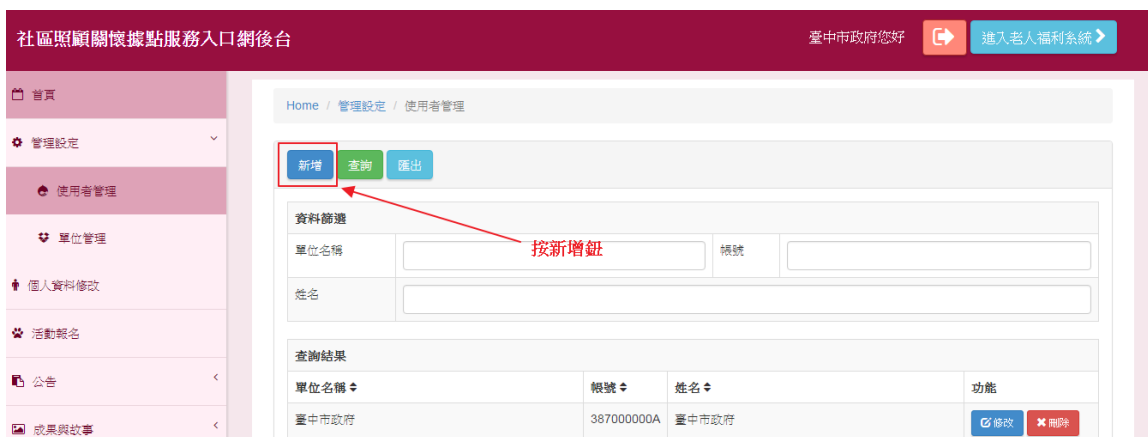 社區照顧關懷據點服務入口網後台
臺中市政府您好
進入老人福利系統
首頁
管理設定
使用者管理
單位管理
個人資料修改
活動報名
公告
成果與故事
Home / 管理設定 / 使用者管理
新增 查詢 匯出
資料篩選
單位名稱 帳號
按新增鈕
姓名
查詢結果
單位名稱 帳號 姓名 功能
臺中市政府 387000000A 臺中市政府 修改 刪除